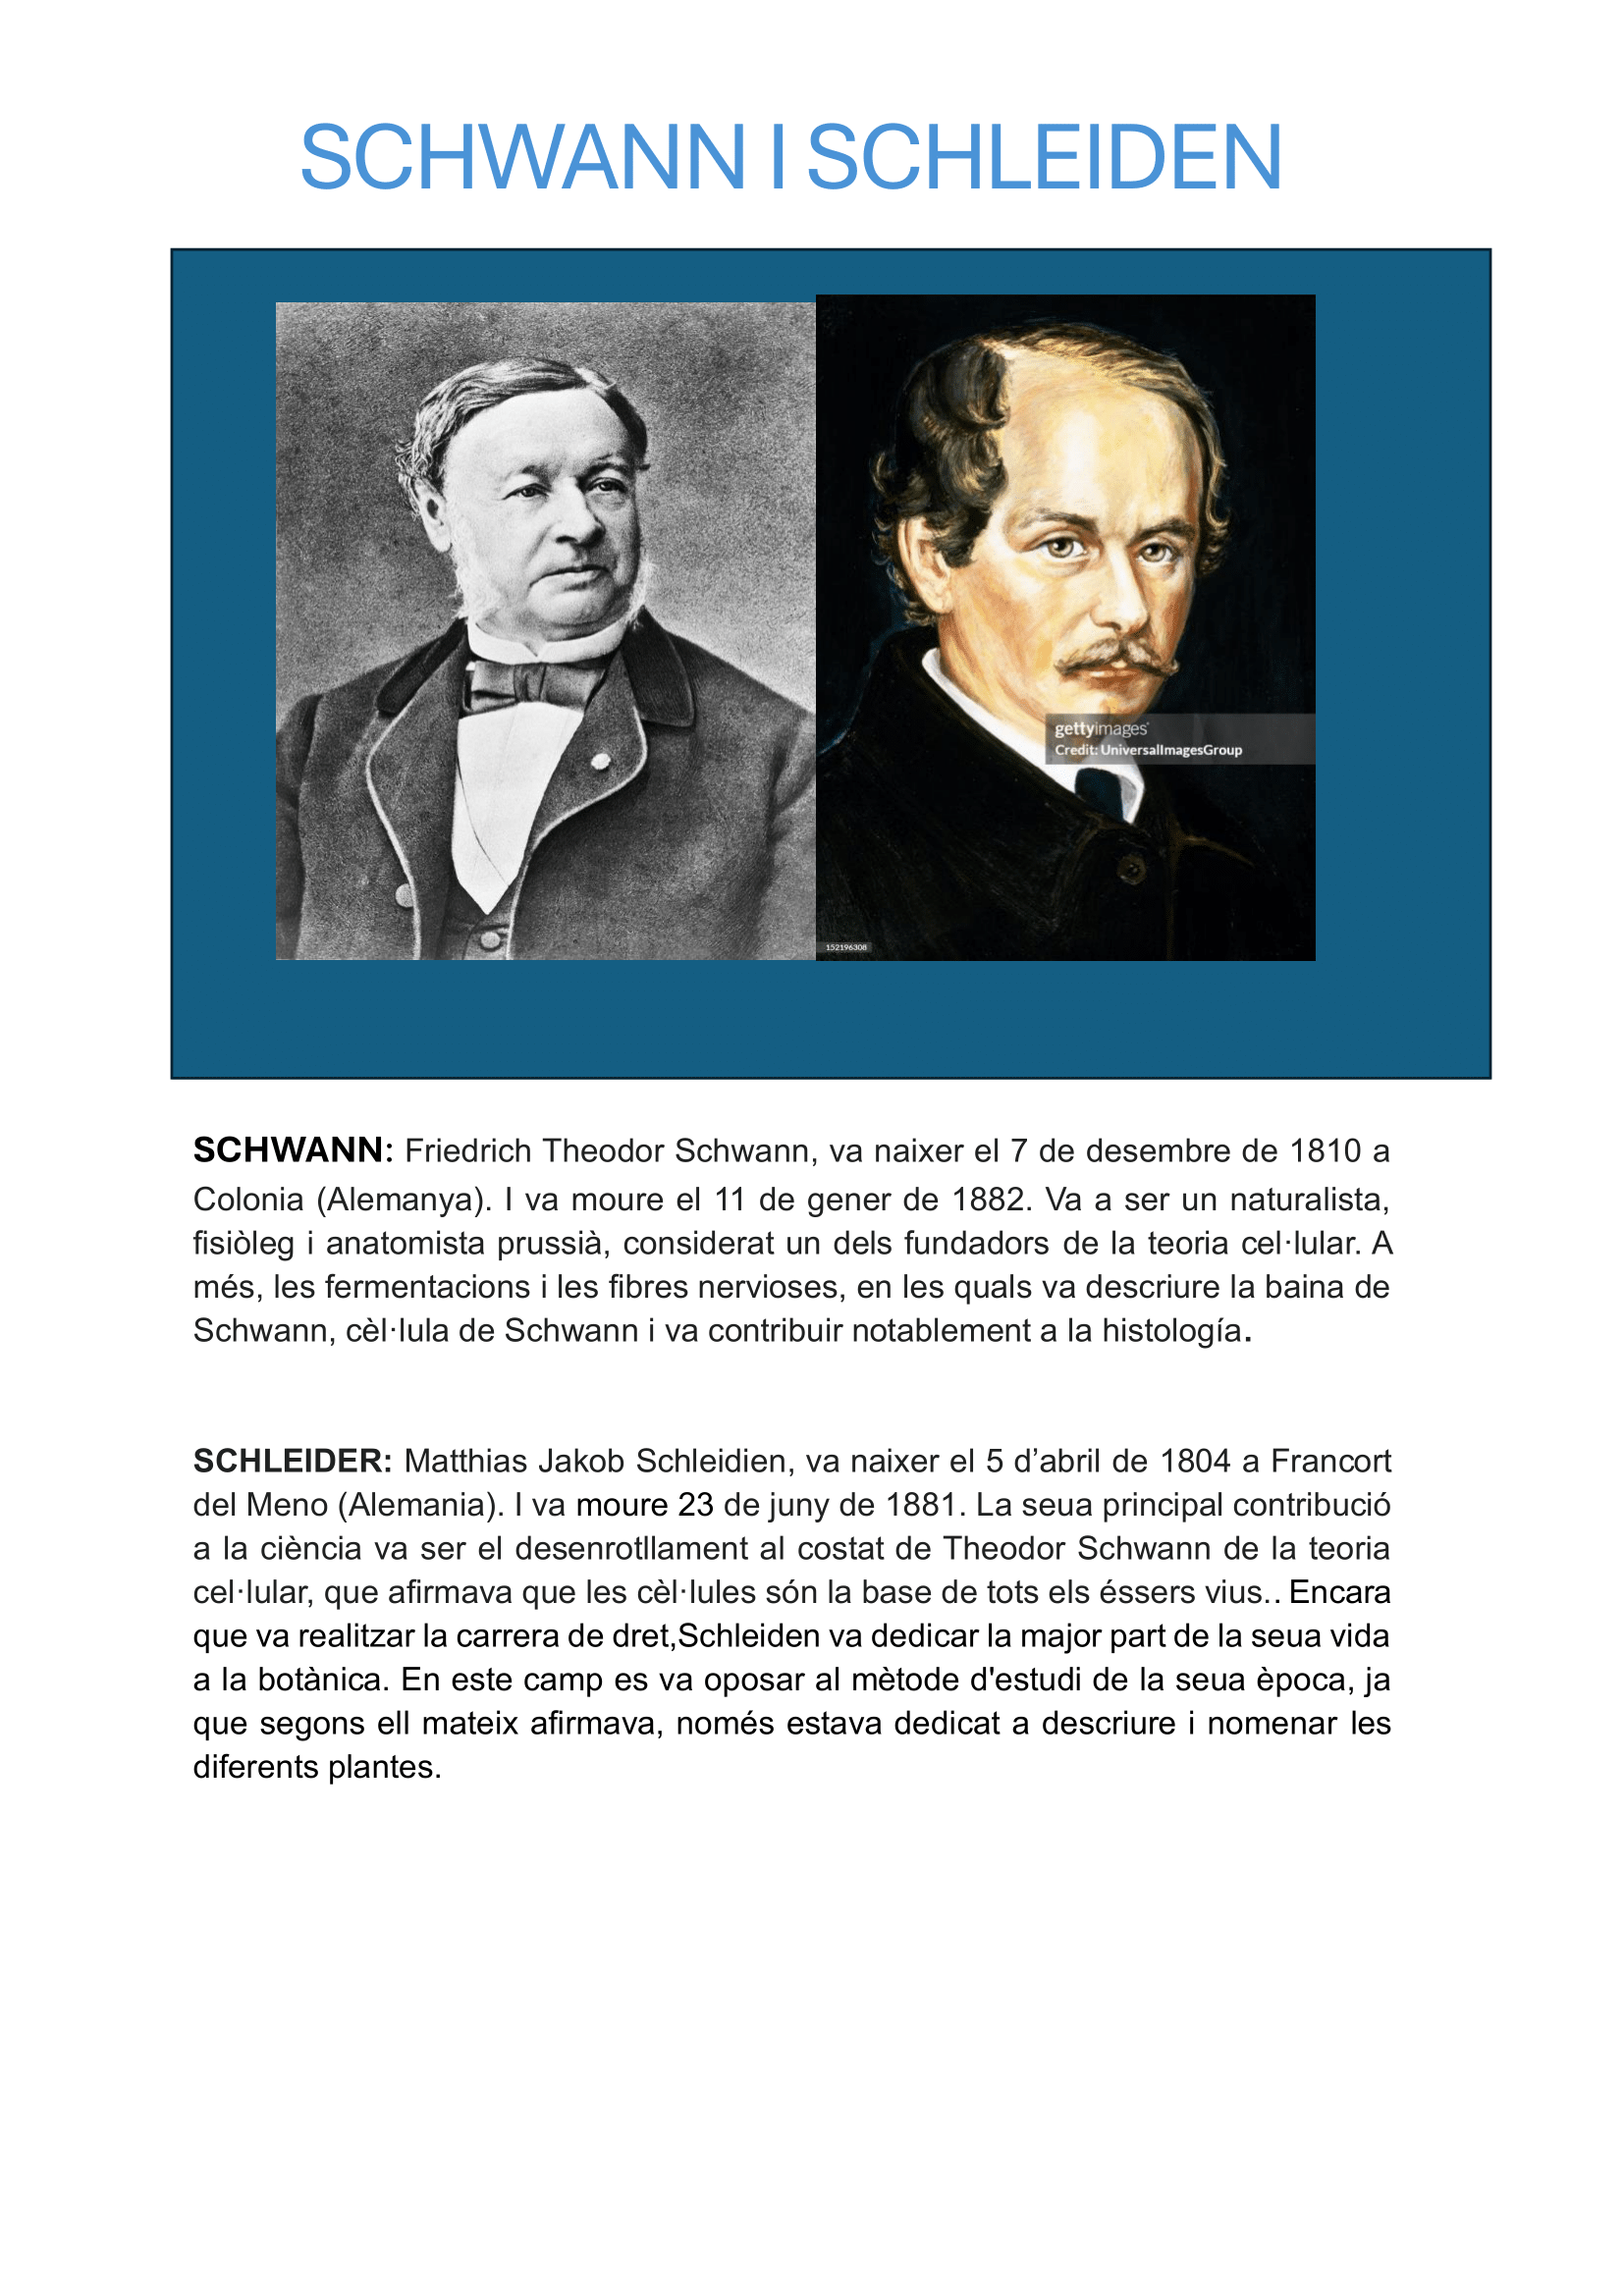 SCHWANN I SCHLEIDEN
gettyimages®
Credit: UniversalImagesGroup
152196308
SCHWANN: Friedrich Theodor Schwann, va naixer el 7 de desembre de 1810 a
Colonia (Alemanya). I va moure el 11 de gener de 1882. Va a ser un naturalista,
fisiòleg i anatomista prussià, considerat un dels fundadors de la teoria cel·lular. A
més, les fermentacions i les fibres nervioses, en les quals va descriure la baina de
Schwann, cèl·lula de Schwann i va contribuir notablement a la histología.
SCHLEIDER: Matthias Jakob Schleidien, va naixer el 5 d’abril de 1804 a Francort
del Meno (Alemania). I va moure 23 de juny de 1881. La seua principal contribució
a la ciència va ser el desenrotllament al costat de Theodor Schwann de la teoria
cel·lular, que afirmava que les cèl·lules són la base de tots els éssers vius.. Encara
que va realitzar la carrera de dret,Schleiden va dedicar la major part de la seua vida
a la botànica. En este camp es va oposar al mètode d'estudi de la seua època, ja
que segons ell mateix afirmava, només estava dedicat a descriure i nomenar les
diferents plantes.